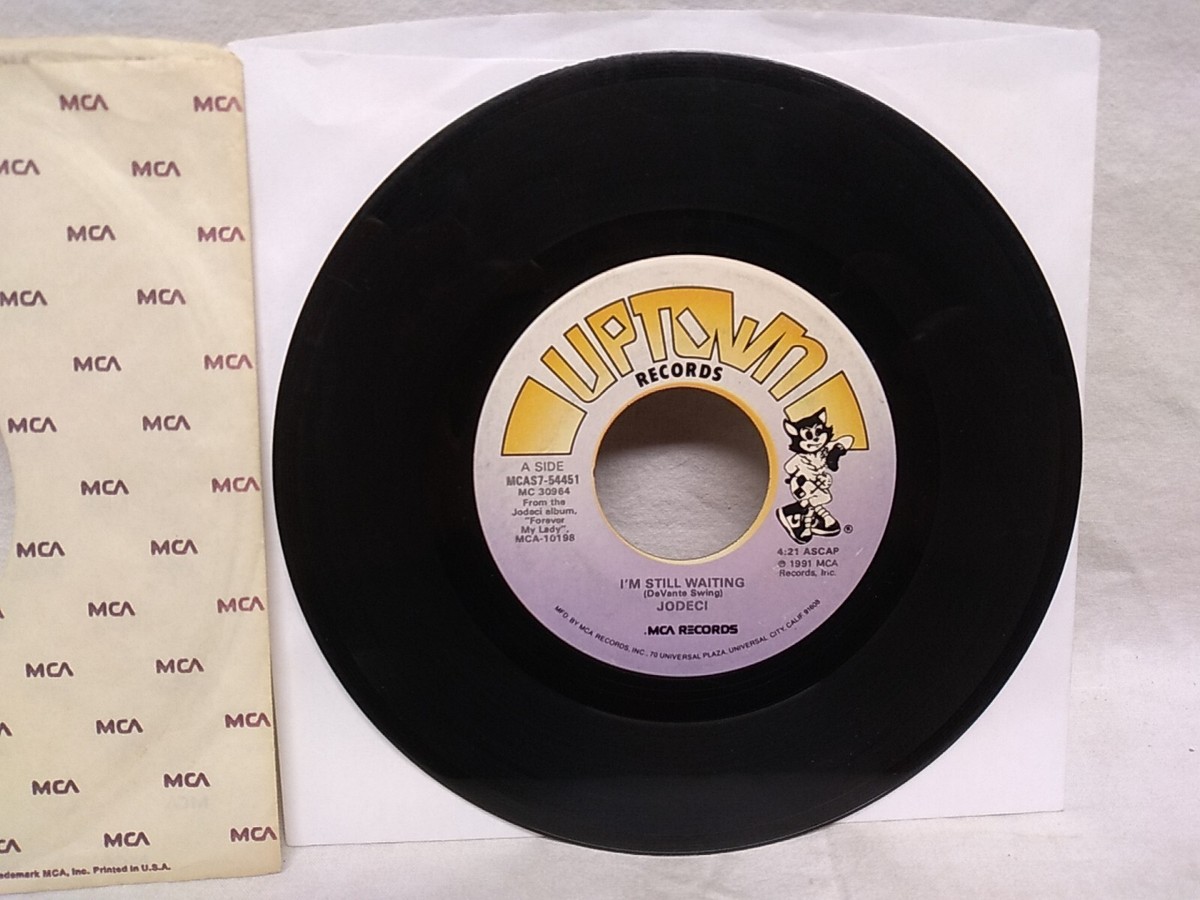 MCA MCA
MCA MCA
MCA MCA
MCA MCA
MCA MCA
MCA MCA
MCA MCA
MCA MCA
MCA MCA
MCA MCA
MCA MCA
MCA MCA
MCA MCA
MCA, Inc. Printed in U.S.A.
UPTOWN
RECORDS
A SIDE
MCAS7-54451
MC 30964
From the
Jodeci album,
"Forever
My Lady",
MCA-10198
®
4:21 ASCAP
℗ 1991 MCA
Records, Inc.
I'M STILL WAITING
(DeVante Swing)
JODECI
MCA RECORDS
MFD. BY MCA RECORDS, INC., 70 UNIVERSAL PLAZA, UNIVERSAL CITY, CALIF. 91608